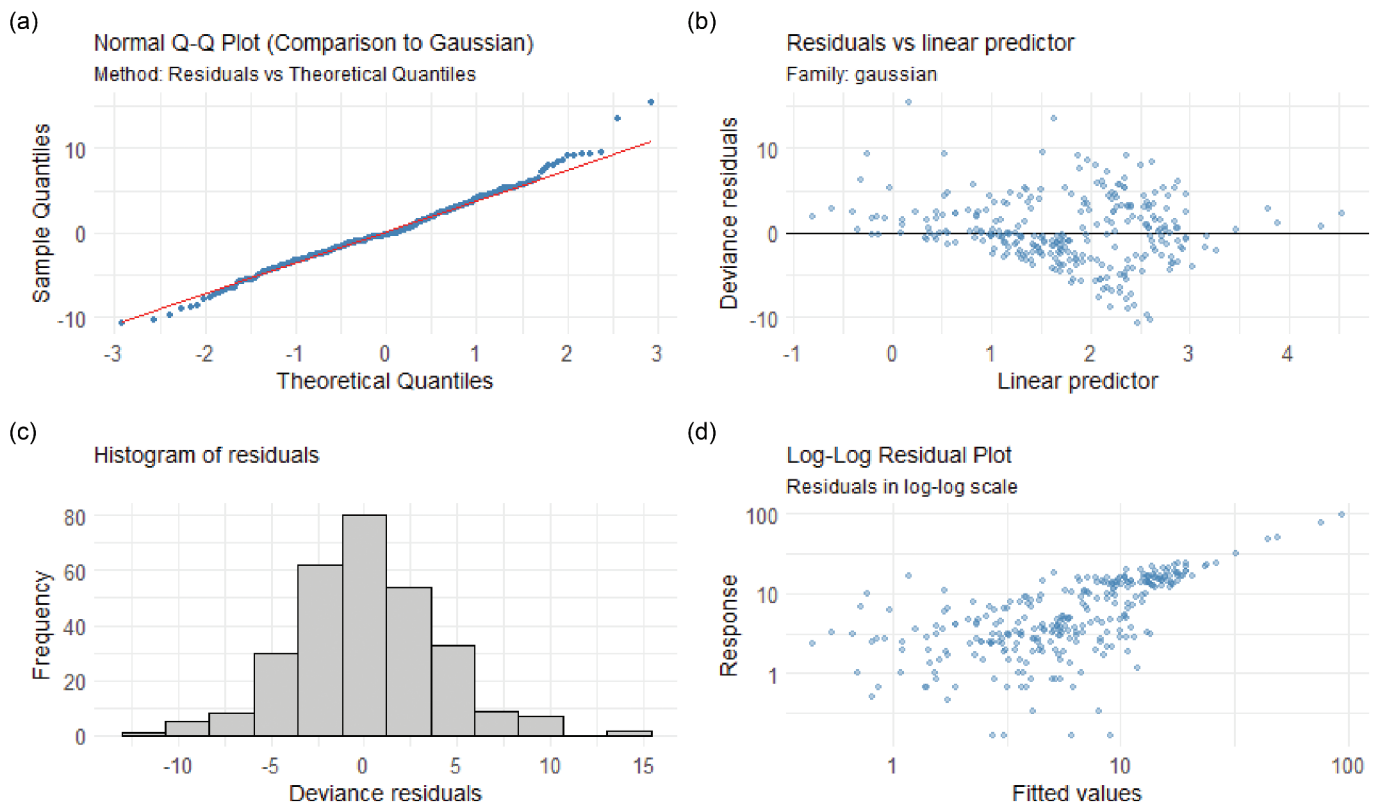 (a)
Normal Q-Q Plot (Comparison to Gaussian)
Method: Residuals vs Theoretical Quantiles
Sample Quantiles
10
0
-10
-3
-2
-1
0
1
2
3
Theoretical Quantiles
(b)
Residuals vs linear predictor
Family: gaussian
Deviance residuals
10
0
-10
-1
0
1
2
3
4
Linear predictor
(c)
Histogram of residuals
Frequency
80
60
40
20
0
-10
-5
0
5
10
15
Deviance residuals
(d)
Log-Log Residual Plot
Residuals in log-log scale
Response
100
10
1
1
10
100
Fitted values